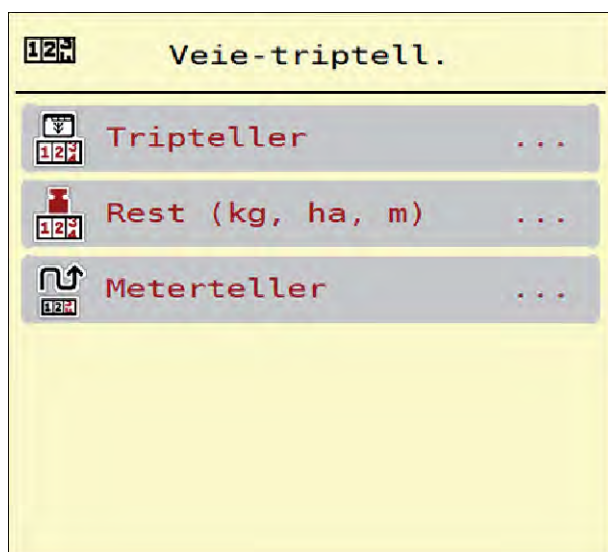 Veie-triptell.
Tripteller ...
Rest (kg, ha, m) ...
Meterteller ...